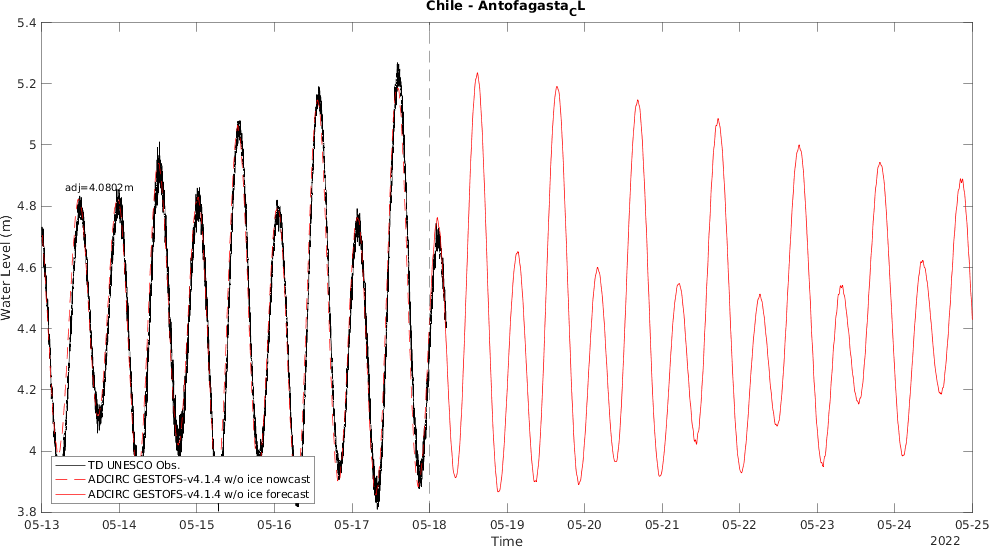 Chile - AntofagastaCL
5.4
5.2
5
4.8
4.6
4.4
4.2
4
3.8
Water Level (m)
adj=4.0802m
TD UNESCO Obs.
ADCIRC GESTOFS-v4.1.4 w/o ice nowcast
ADCIRC GESTOFS-v4.1.4 w/o ice forecast
05-13 05-14 05-15 05-16 05-17 05-18 05-19 05-20 05-21 05-22 05-23 05-24 05-25
Time
2022